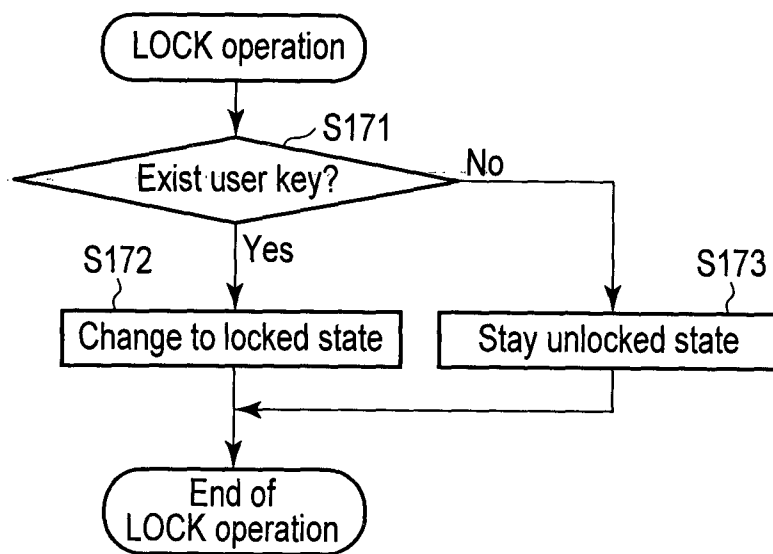 LOCK operation
S171
Exist user key?
No
Yes
S172
S173
Change to locked state
Stay unlocked state
End of
LOCK operation